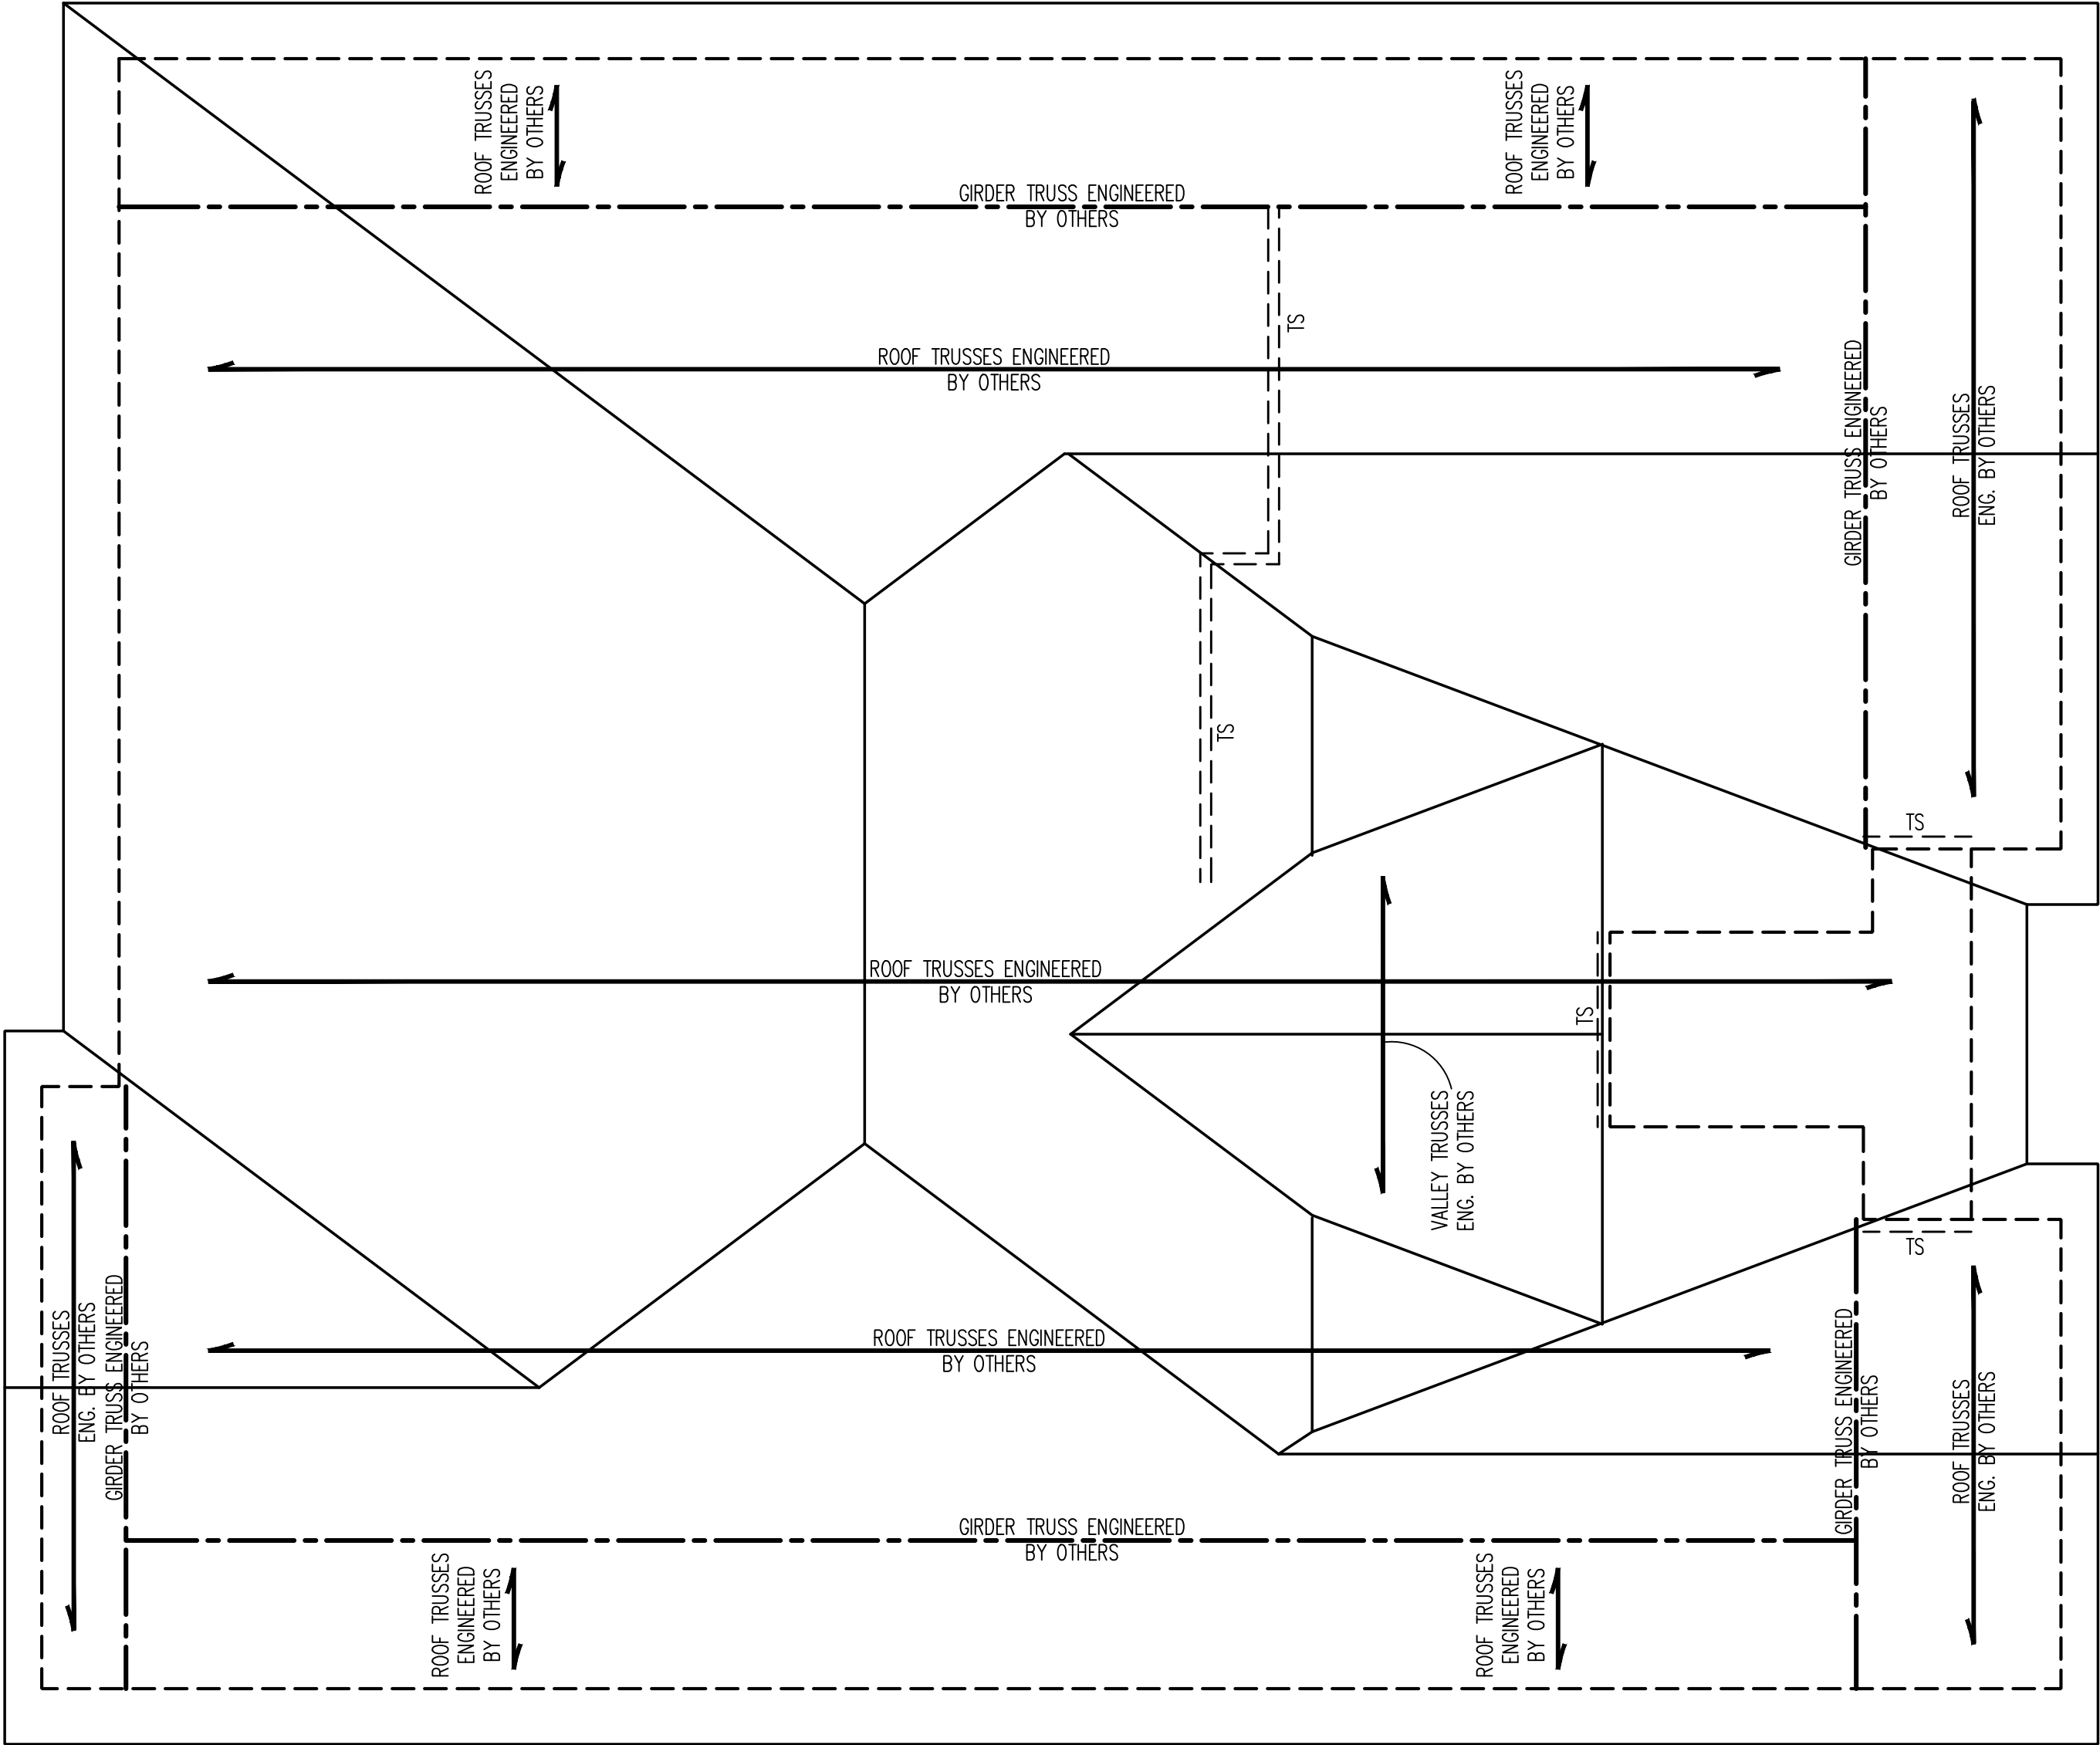 ROOF TRUSSES
ENGINEERED
BY OTHERS
ROOF TRUSSES
ENGINEERED
BY OTHERS
GIRDER TRUSS ENGINEERED
BY OTHERS
TS
ROOF TRUSSES ENGINEERED
BY OTHERS
GIRDER TRUSS ENGINEERED
BY OTHERS
ROOF TRUSSES
ENG. BY OTHERS
TS
TS
ROOF TRUSSES ENGINEERED
BY OTHERS
TS
VALLEY TRUSSES
ENG. BY OTHERS
TS
ROOF TRUSSES
ENG. BY OTHERS
GIRDER TRUSS ENGINEERED
BY OTHERS
ROOF TRUSSES ENGINEERED
BY OTHERS
GIRDER TRUSS ENGINEERED
BY OTHERS
ROOF TRUSSES
ENG. BY OTHERS
GIRDER TRUSS ENGINEERED
BY OTHERS
ROOF TRUSSES
ENGINEERED
BY OTHERS
ROOF TRUSSES
ENGINEERED
BY OTHERS